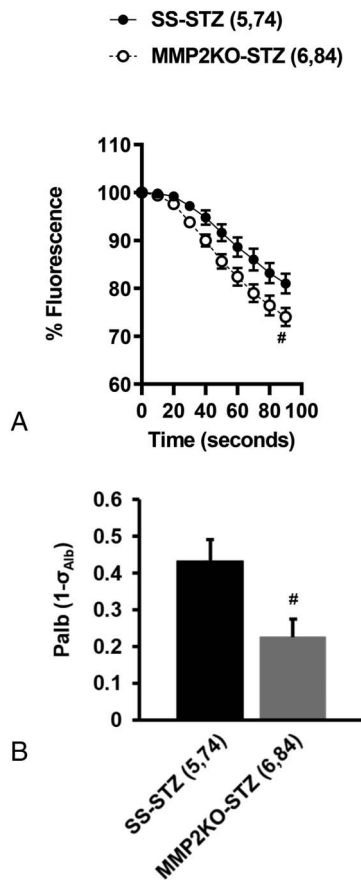 SS-STZ (5,74)
MMP2KO-STZ (6,84)
110
100
90
80
70
60
% Fluorescence
0 20 40 60 80 100
#
Time (seconds)
A
0.6
0.5
0.4
0.3
0.2
0.1
0
Palb (1-σAlb)
#
SS-STZ (5,74)
MMP2KO-STZ (6,84)
B